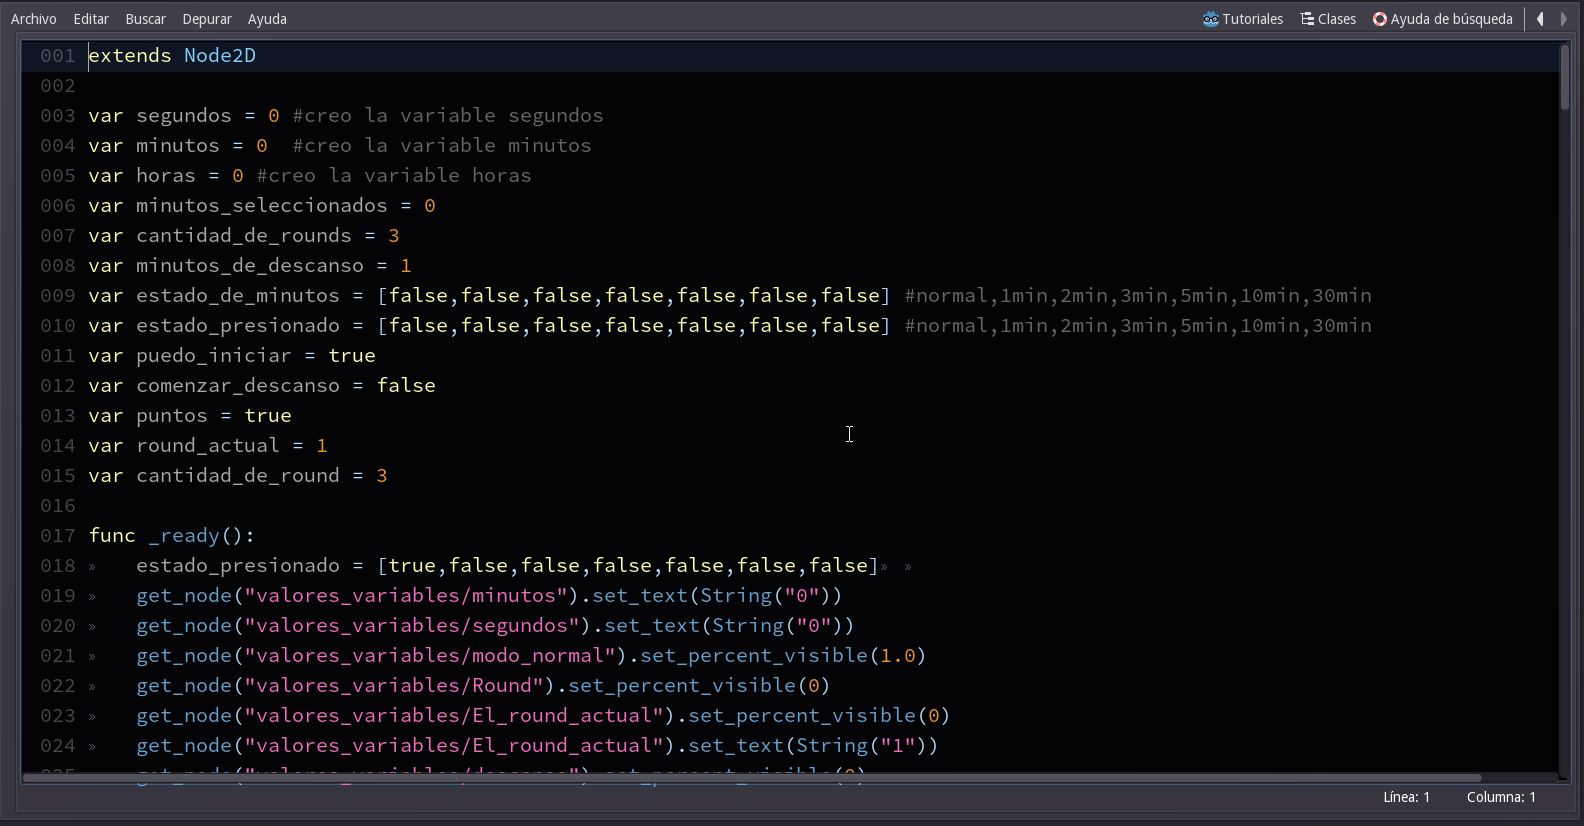 Archivo Editar Buscar Depurar Ayuda Tutoriales Clases Ayuda de búsqueda
001 extends Node2D
002
003 var segundos = 0 #creo la variable segundos
004 var minutos = 0  #creo la variable minutos
005 var horas = 0 #creo la variable horas
006 var minutos_seleccionados = 0
007 var cantidad_de_rounds = 3
008 var minutos_de_descanso = 1
009 var estado_de_minutos = [false,false,false,false,false,false,false] #normal,1min,2min,3min,5min,10min,30min
010 var estado_presionado = [false,false,false,false,false,false,false] #normal,1min,2min,3min,5min,10min,30min
011 var puedo_iniciar = true
012 var comenzar_descanso = false
013 var puntos = true
014 var round_actual = 1
015 var cantidad_de_round = 3
016
017 func _ready():
018 »   estado_presionado = [true,false,false,false,false,false,false]» »
019 »   get_node("valores_variables/minutos").set_text(String("0"))
020 »   get_node("valores_variables/segundos").set_text(String("0"))
021 »   get_node("valores_variables/modo_normal").set_percent_visible(1.0)
022 »   get_node("valores_variables/Round").set_percent_visible(0)
023 »   get_node("valores_variables/El_round_actual").set_percent_visible(0)
024 »   get_node("valores_variables/El_round_actual").set_text(String("1"))
Línea: 1 Columna: 1